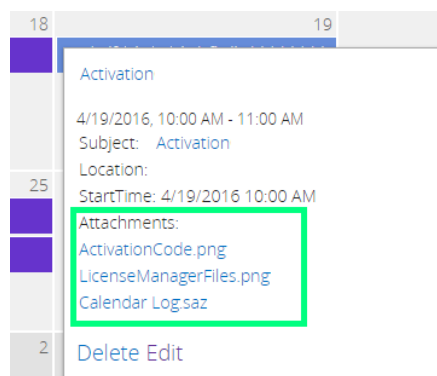 18
19
Activation
4/19/2016, 10:00 AM - 11:00 AM
Subject: Activation
Location:
25
StartTime: 4/19/2016 10:00 AM
Attachments:
ActivationCode.png
LicenseManagerFiles.png
Calendar Log.saz
2
Delete Edit